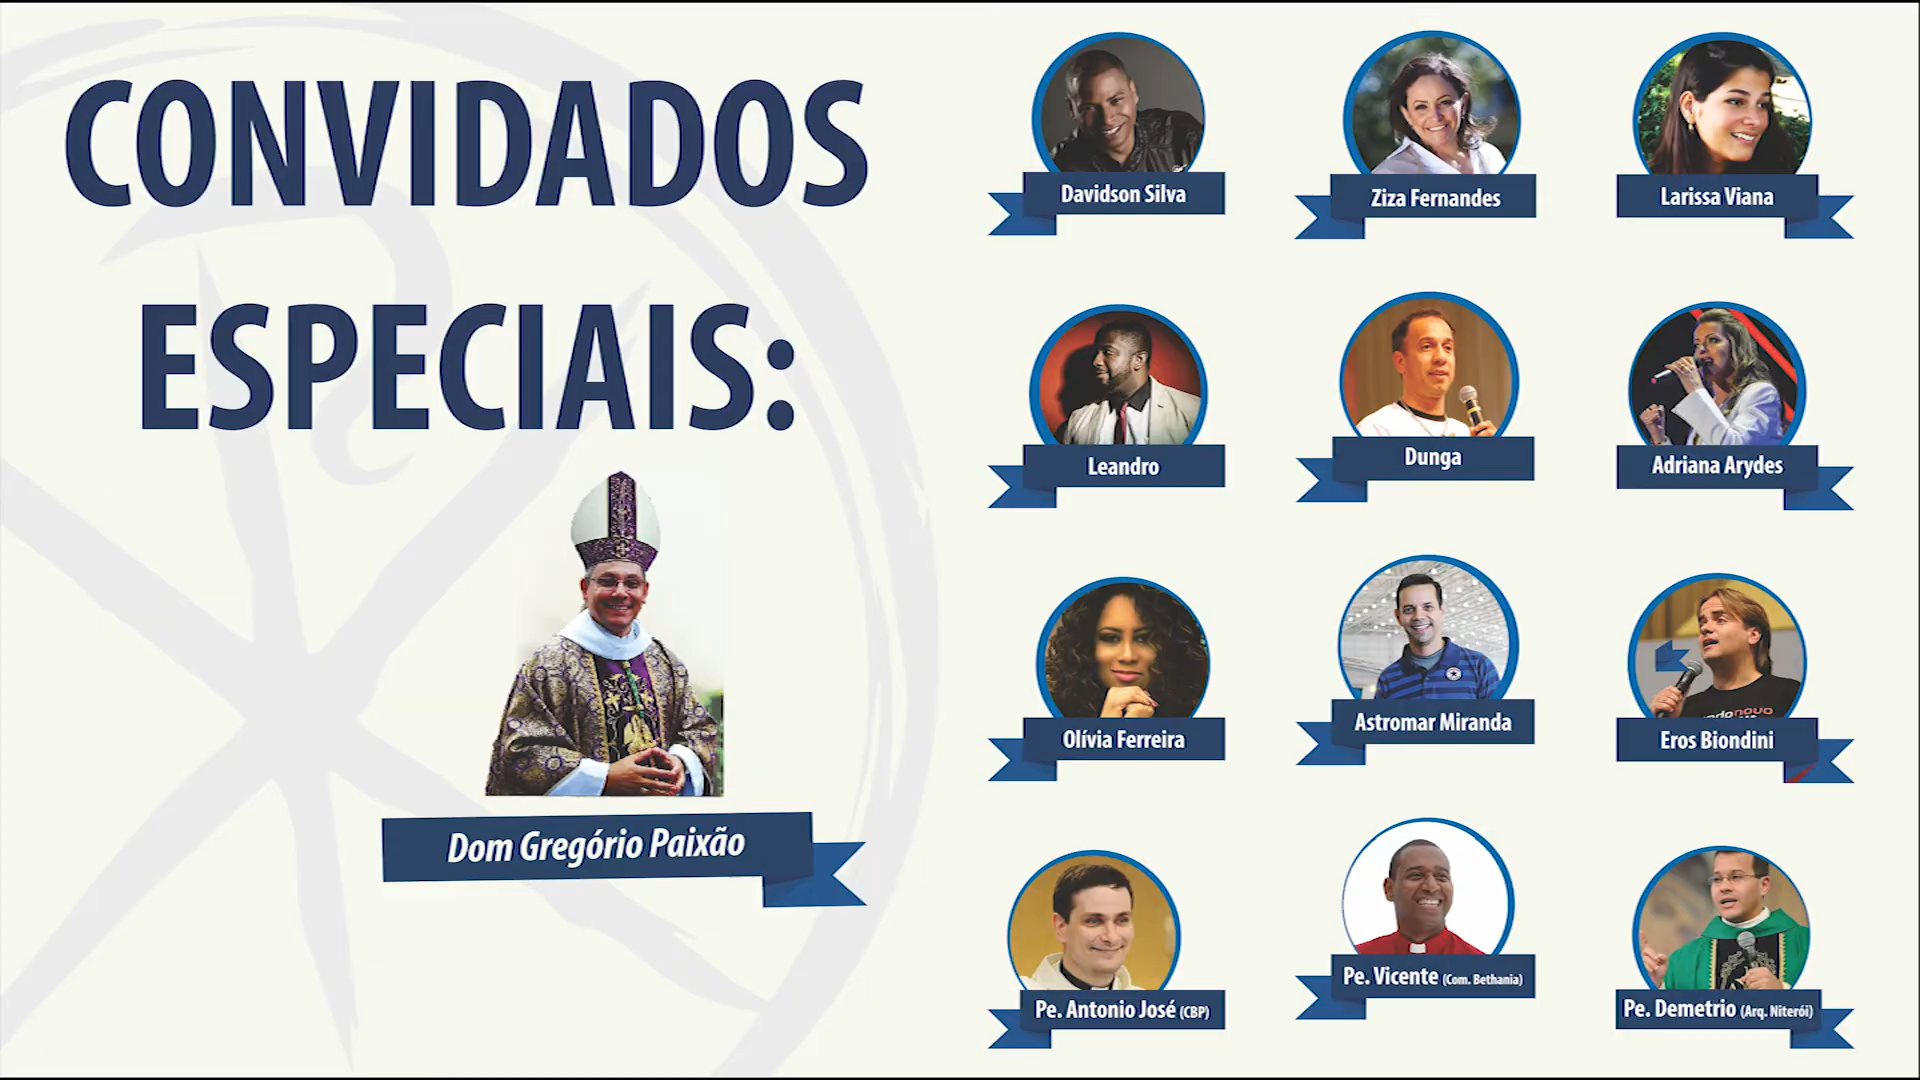 CONVIDADOS
ESPECIAIS:
Dom Gregório Paixão
Davidson Silva
Ziza Fernandes
Larissa Viana
Leandro
Dunga
Adriana Arydes
Olívia Ferreira
Astromar Miranda
Eros Biondini
Pe. Antonio José (CBP)
Pe. Vicente (Com. Bethania)
Pe. Demetrio (Arq. Niterói)